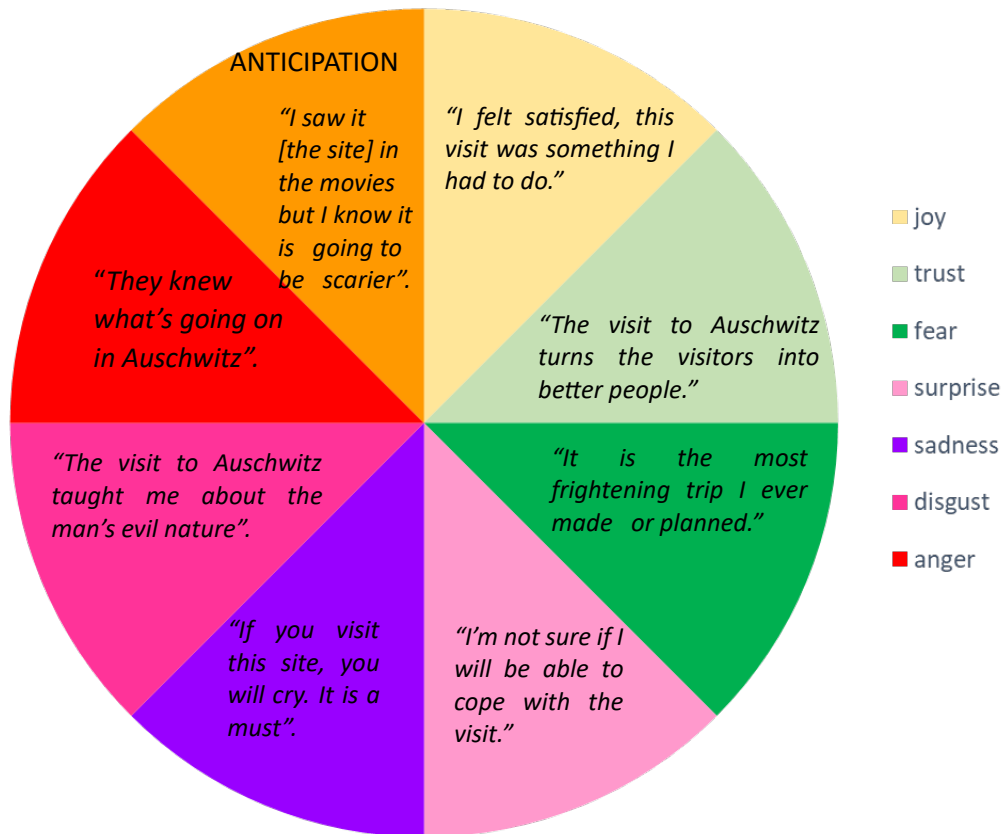 ANTICIPATION
“I saw it
[the site] in
the movies
but I know it
is going to
be scarier”.
“I felt satisfied, this
visit was something I
had to do.”
“The visit to Auschwitz
turns the visitors into
better people.”
“It is the most
frightening trip I ever
made or planned.”
“I’m not sure if I
will be able to
cope with the
visit.”
“If you visit
this site, you
will cry. It is a
must”.
“The visit to Auschwitz
taught me about the
man’s evil nature”.
“They knew
what’s going on
in Auschwitz”.
joy
trust
fear
surprise
sadness
disgust
anger